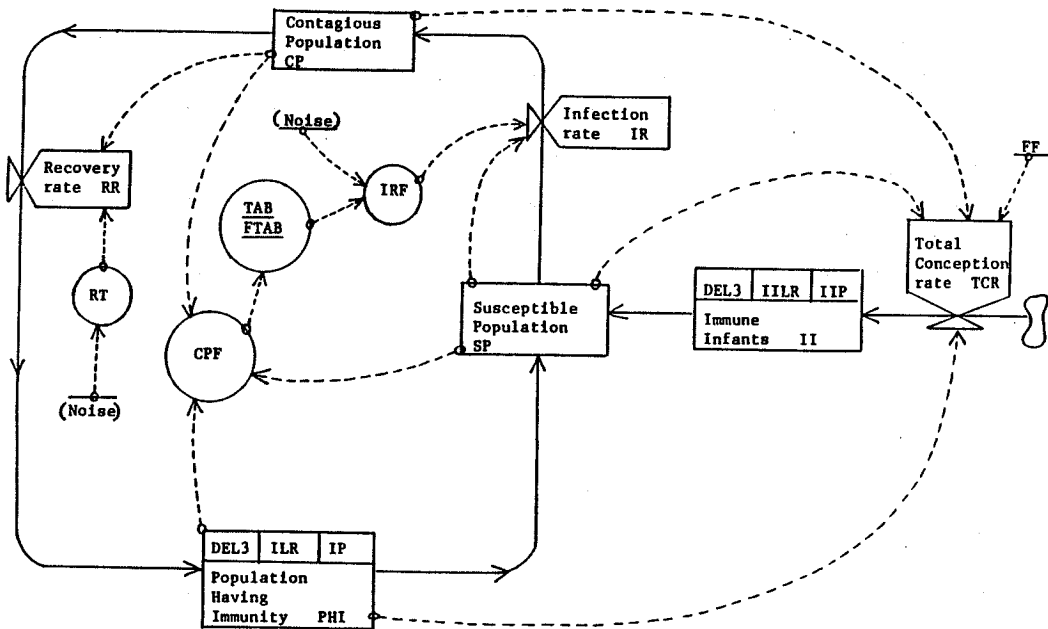 Contagious
Population
CP
(Noise)
Infection
rate IR
Recovery
rate RR
IRF
FF
TAB
FTAB
Total
Conception
rate TCR
RT
DEL3 IILR IIP
Susceptible
Population
SP
Immune
Infants II
CPF
(Noise)
DEL3 ILR IP
Population
Having
Immunity PHI